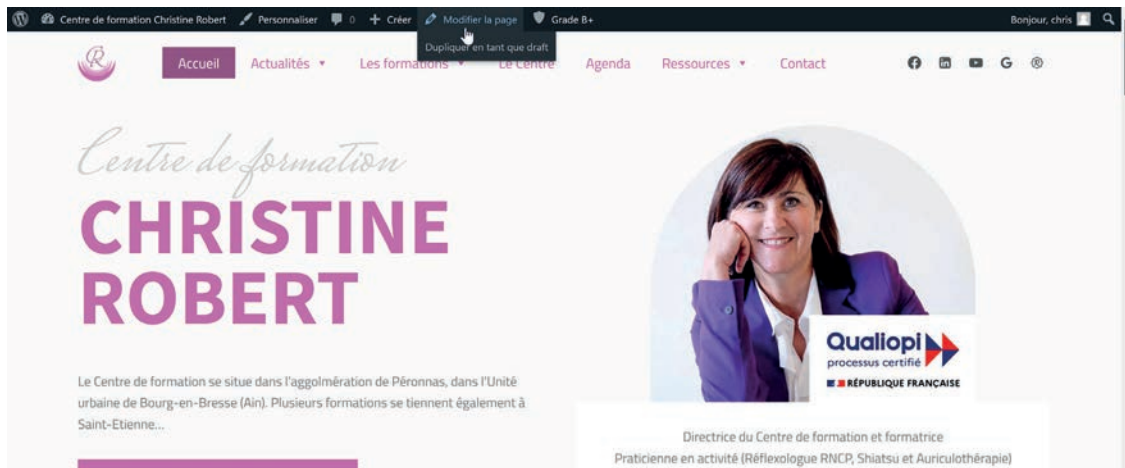 Centre de formation Christine Robert Personnaliser 0 + Créer Modifier la page Grade B+ Bonjour, chris
Dupliquer en tant que draft
R
Accueil Actualités Les formations Le Centre Agenda Ressources Contact
Centre de formation
CHRISTINE
ROBERT
Qualiopi
processus certifié
RÉPUBLIQUE FRANÇAISE
Le Centre de formation se situe dans l'aggolmération de Péronnas, dans l'Unité
urbaine de Bourg-en-Bresse (Ain). Plusieurs formations se tiennent également à
Saint-Etienne...
Directrice du Centre de formation et formatrice
Praticienne en activité (Réflexologue RNCP, Shiatsu et Auriculothérapie)